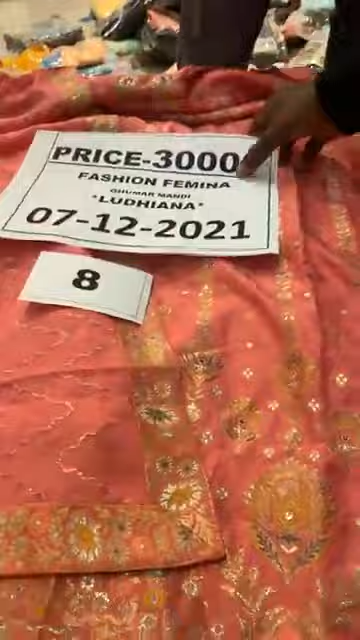 PRICE-3000
FASHION FEMINA
GHUMAR MANDI
*LUDHIANA*
07-12-2021
8